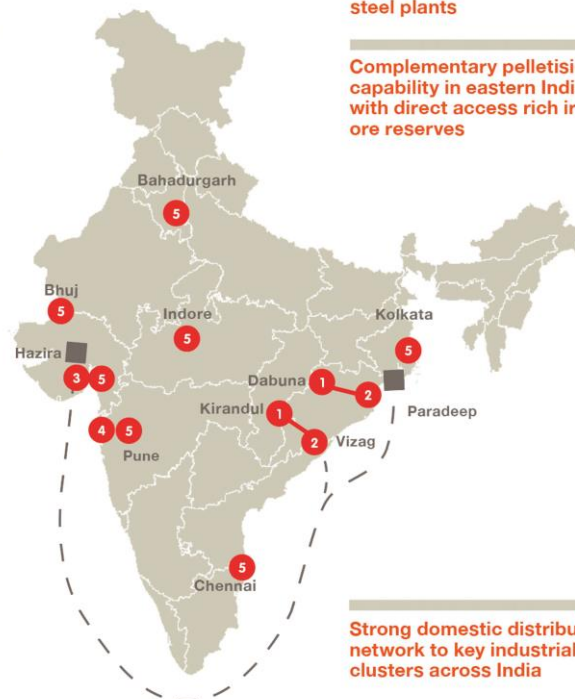 steel plants
Complementary pelletisi
capability in eastern Indi
with direct access rich ir
ore reserves
Bahadurgarh
5
Bhuj
5
Indore
5
Kolkata
5
Hazira
3 5
Dabuna 1
2
Paradeep
Kirandul 1
4 5
Pune
2 Vizag
5
Chennai
Strong domestic distribu
network to key industrial
clusters across India